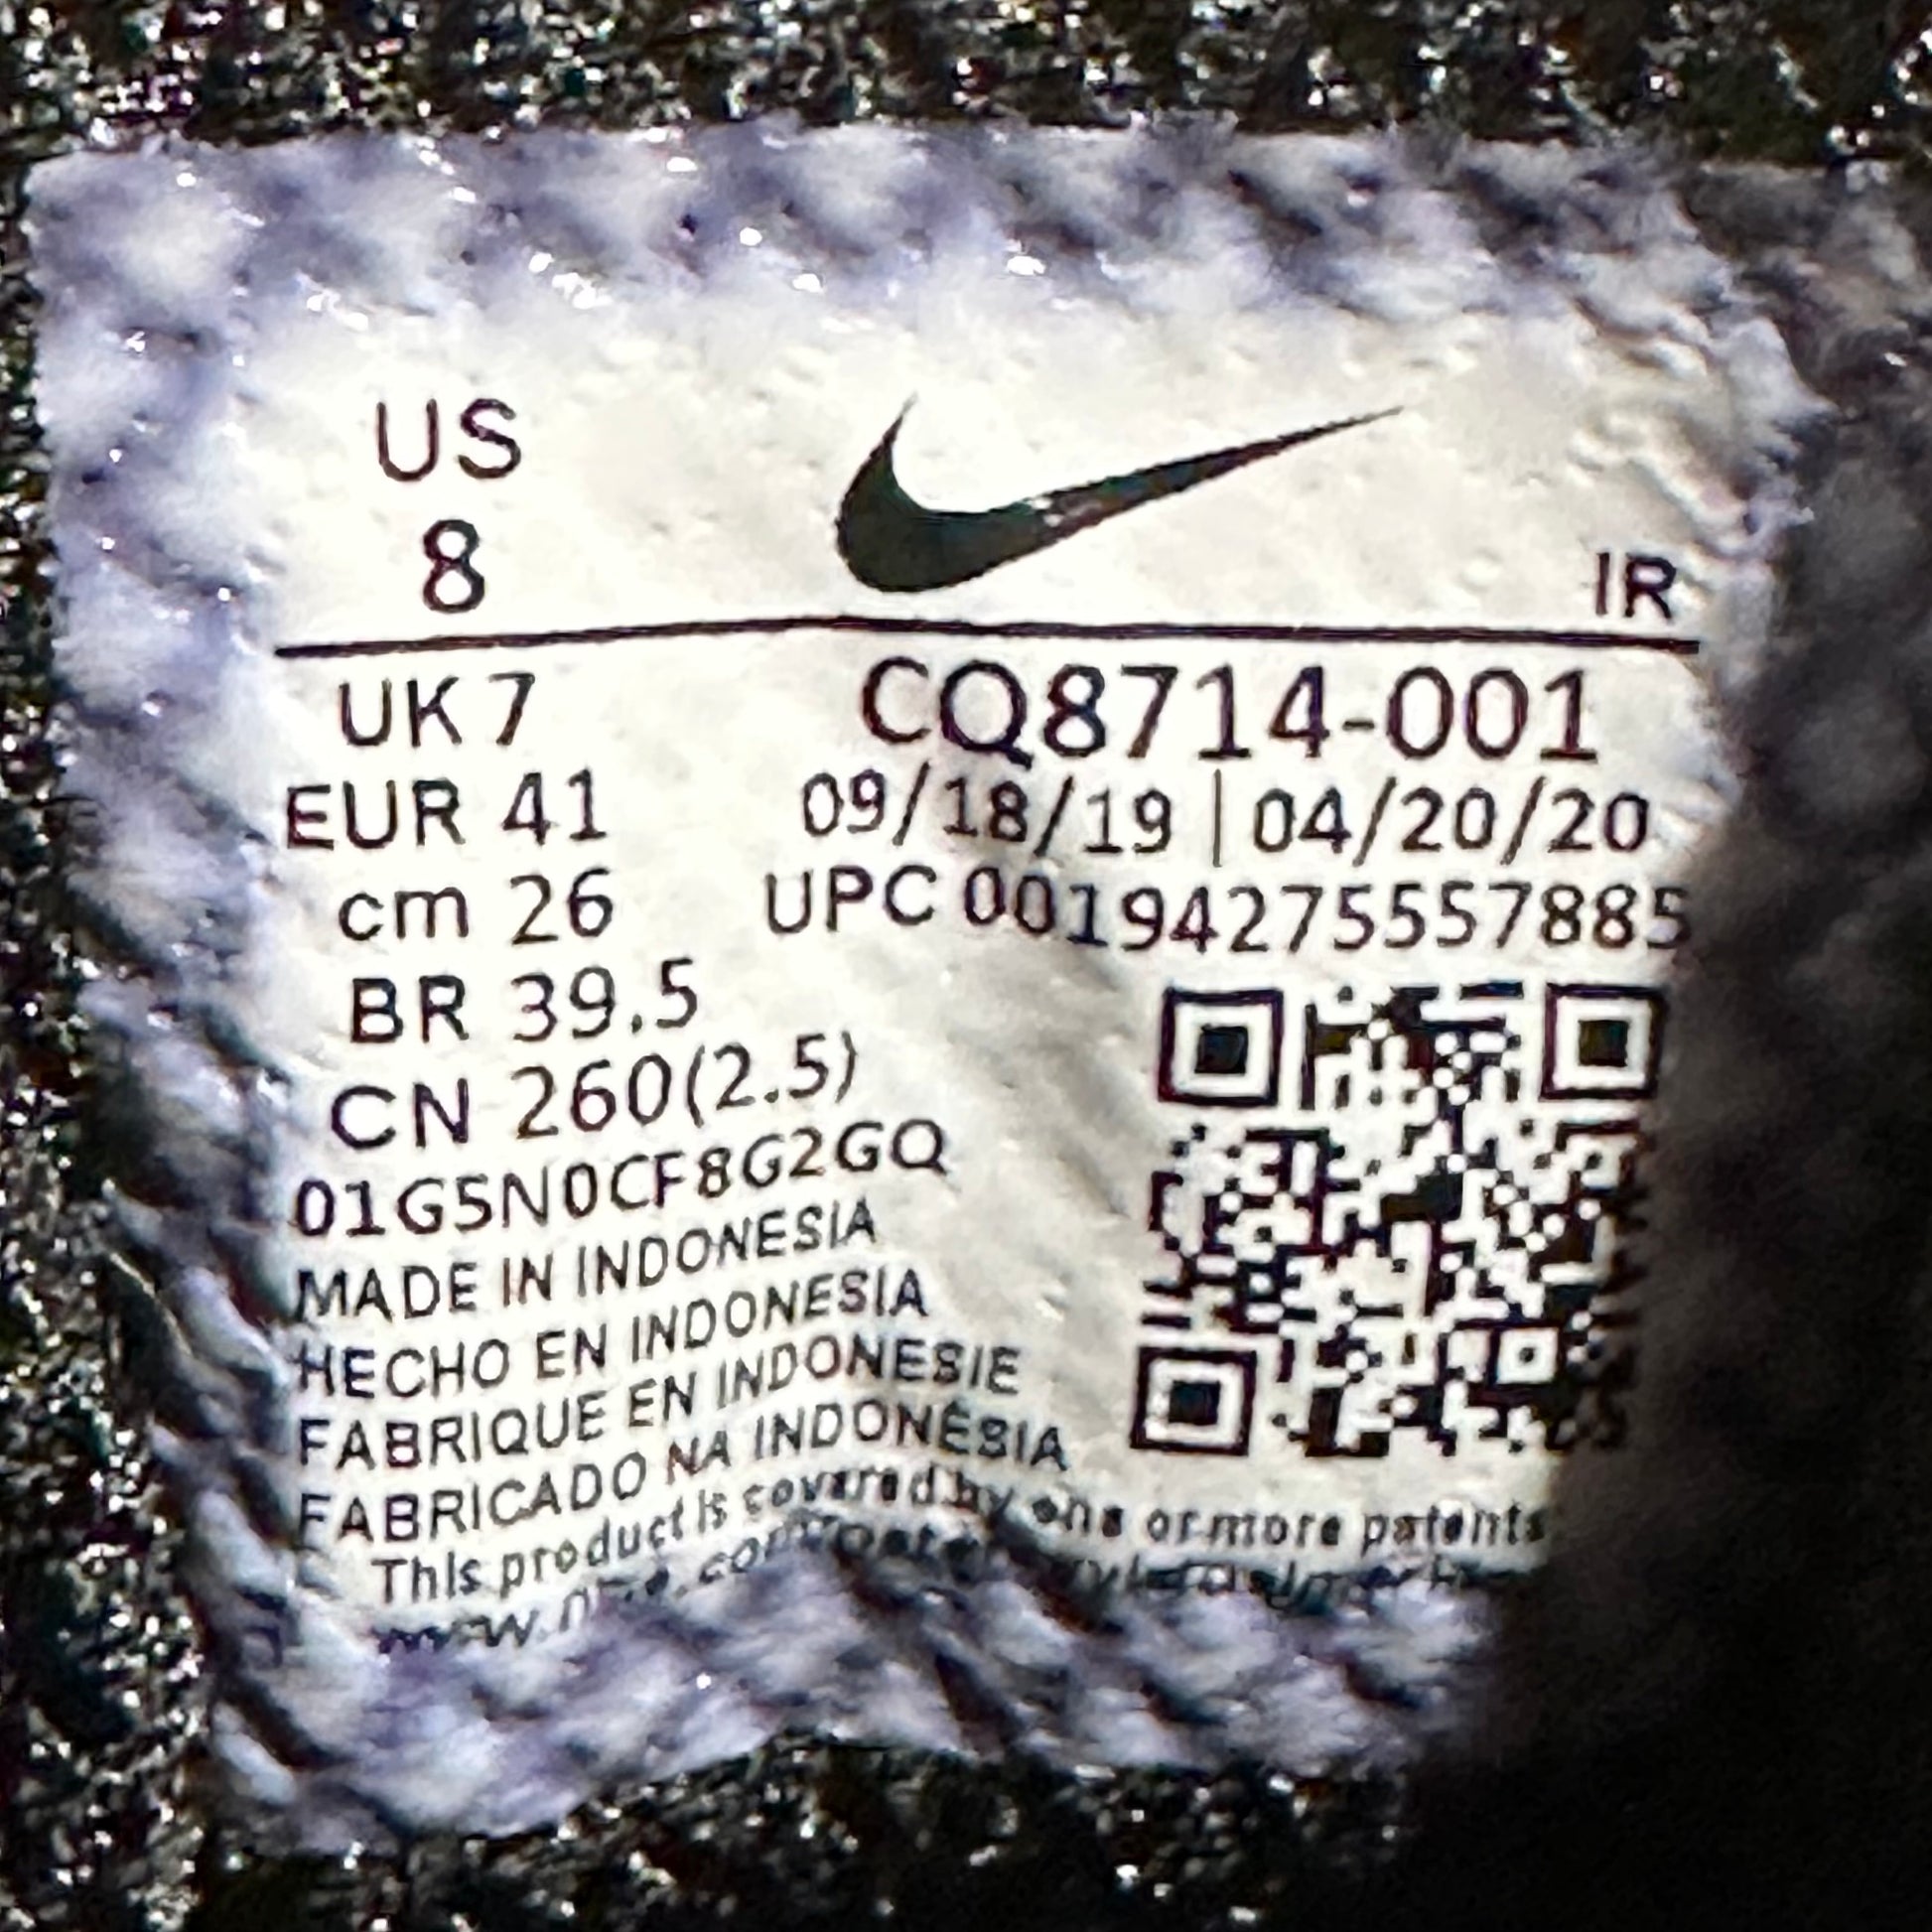 US
8
IR
UK 7
EUR 41
cm 26
BR 39.5
CN 260(2.5)
CQ8714-001
09/18/19 | 04/20/20
UPC 00194275557885
01G5N0CF8G2GQ
MADE IN INDONESIA
HECHO EN INDONESIA
FABRIQUE EN INDONESIE
FABRICADO NA INDONÉSIA
This product is covered by one or more patents